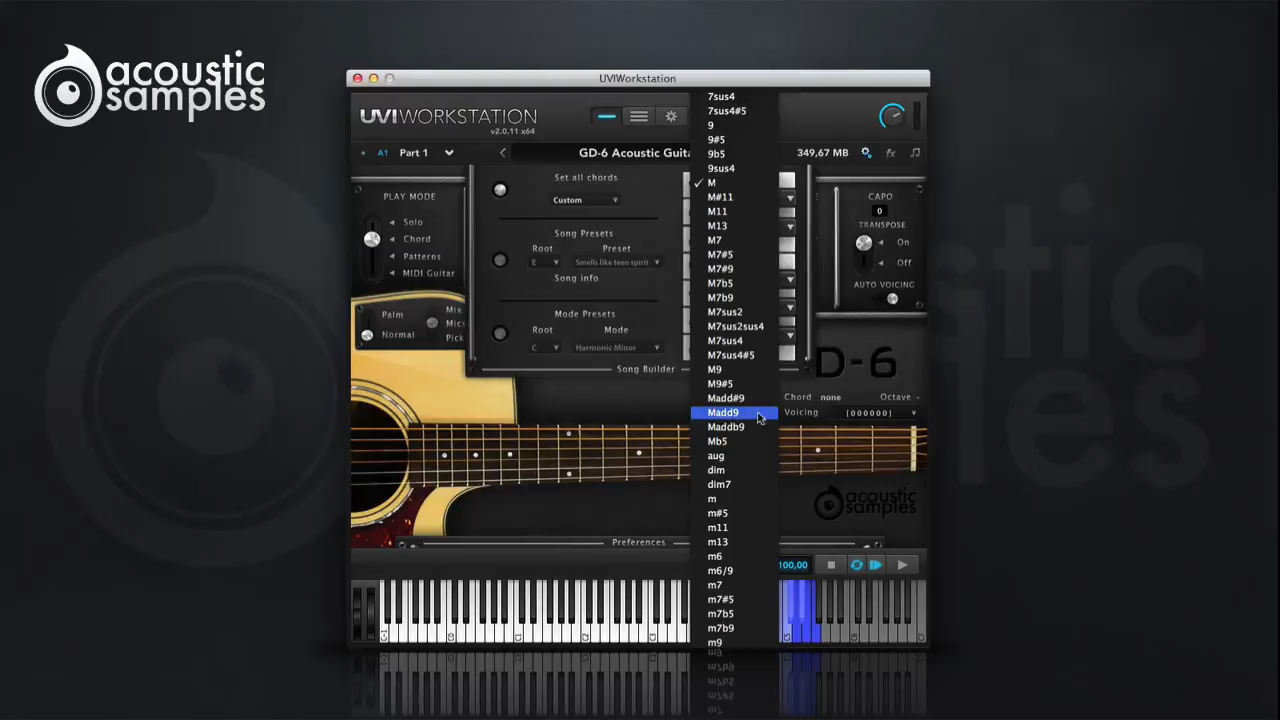 acoustic
samples
UVIWorkstation
UVIWORKSTATION
v2.0.11 x64
A1 Part 1
GD-6 Acoustic Guita
349,67 MB
fx
PLAY MODE
Solo
Chord
Patterns
MIDI Guitar
Palm
Normal
Mix
Mics
Pick
Set all chords
Custom
Song Presets
Root Preset
E Smells like teen spirit
Song info
Mode Presets
Root Mode
C Harmonic Minor
Song Builder
7sus4
7sus4#5
9
9#5
9b5
9sus4
✓ M
M#11
M11
M13
M7
M7#5
M7#9
M7b5
M7b9
M7sus2
M7sus2sus4
M7sus4
M7sus4#5
M9
M9#5
Madd#9
Madd9
Maddb9
Mb5
aug
dim
dim7
m
m#5
m11
m13
m6
m6/9
m7
m7#5
m7b5
m7b9
m9
CAPO
0
TRANSPOSE
On
Off
AUTO VOICING
D-6
Chord none Octave -
Voicing [000000]
acoustic
samples
Preferences
100,00